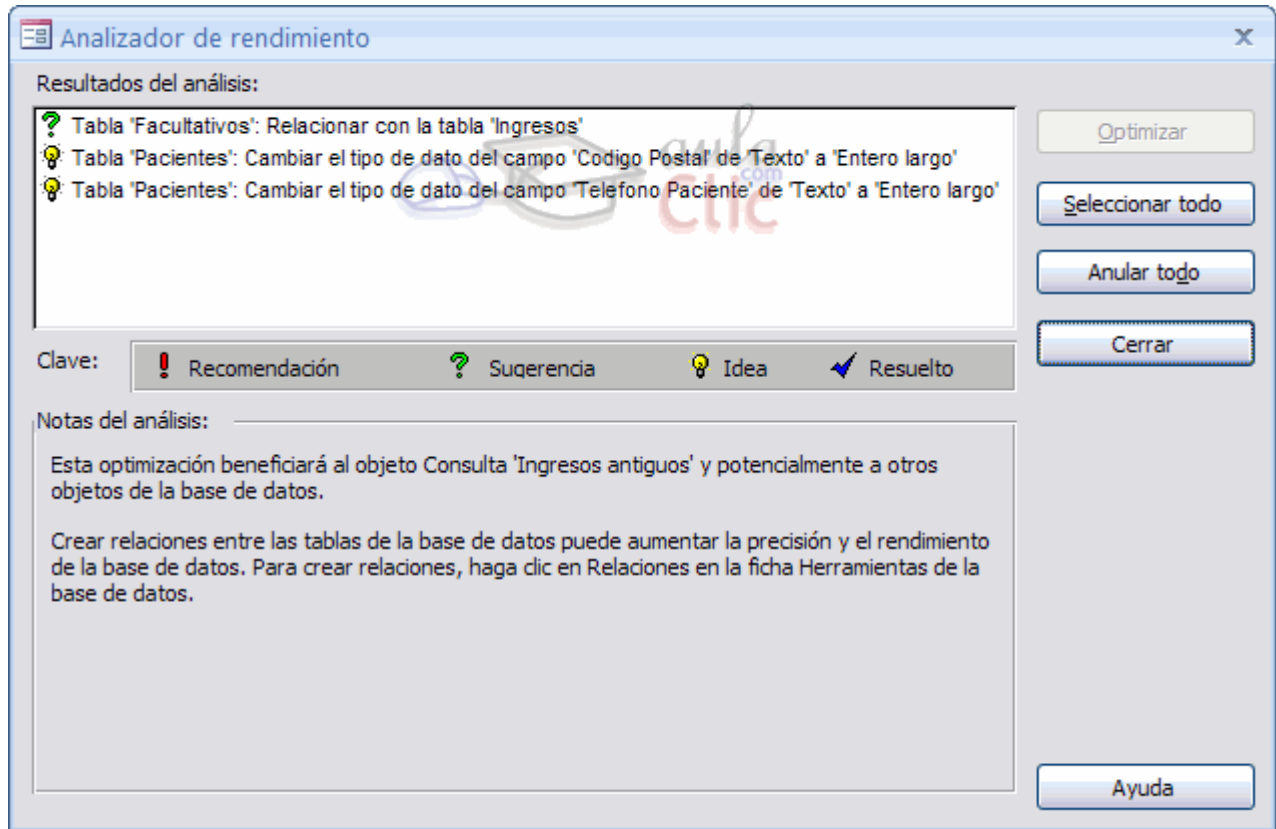 Analizador de rendimiento
Resultados del análisis:
Tabla 'Facultativos': Relacionar con la tabla 'Ingresos'
Tabla 'Pacientes': Cambiar el tipo de dato del campo 'Codigo Postal' de 'Texto' a 'Entero largo'
Tabla 'Pacientes': Cambiar el tipo de dato del campo 'Telefono Paciente' de 'Texto' a 'Entero largo'
aula
.com
Clic
Optimizar
Seleccionar todo
Anular todo
Cerrar
Clave:
Recomendación
Sugerencia
Idea
Resuelto
Notas del análisis:
Esta optimización beneficiará al objeto Consulta 'Ingresos antiguos' y potencialmente a otros
objetos de la base de datos.
Crear relaciones entre las tablas de la base de datos puede aumentar la precisión y el rendimiento
de la base de datos. Para crear relaciones, haga clic en Relaciones en la ficha Herramientas de la
base de datos.
Ayuda